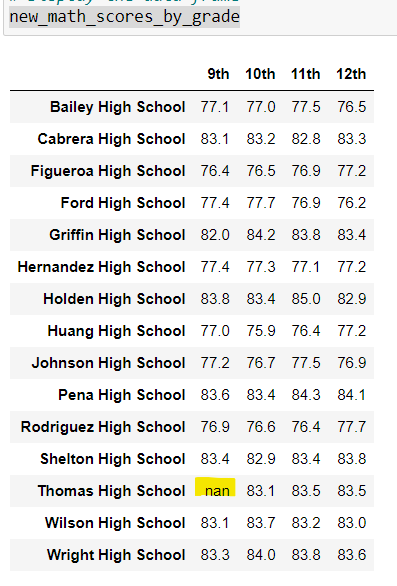 # Display the data frame
new_math_scores_by_grade
9th 10th 11th 12th
Bailey High School 77.1 77.0 77.5 76.5
Cabrera High School 83.1 83.2 82.8 83.3
Figueroa High School 76.4 76.5 76.9 77.2
Ford High School 77.4 77.7 76.9 76.2
Griffin High School 82.0 84.2 83.8 83.4
Hernandez High School 77.4 77.3 77.1 77.2
Holden High School 83.8 83.4 85.0 82.9
Huang High School 77.0 75.9 76.4 77.2
Johnson High School 77.2 76.7 77.5 76.9
Pena High School 83.6 83.4 84.3 84.1
Rodriguez High School 76.9 76.6 76.4 77.7
Shelton High School 83.4 82.9 83.4 83.8
Thomas High School nan 83.1 83.5 83.5
Wilson High School 83.1 83.7 83.2 83.0
Wright High School 83.3 84.0 83.8 83.6